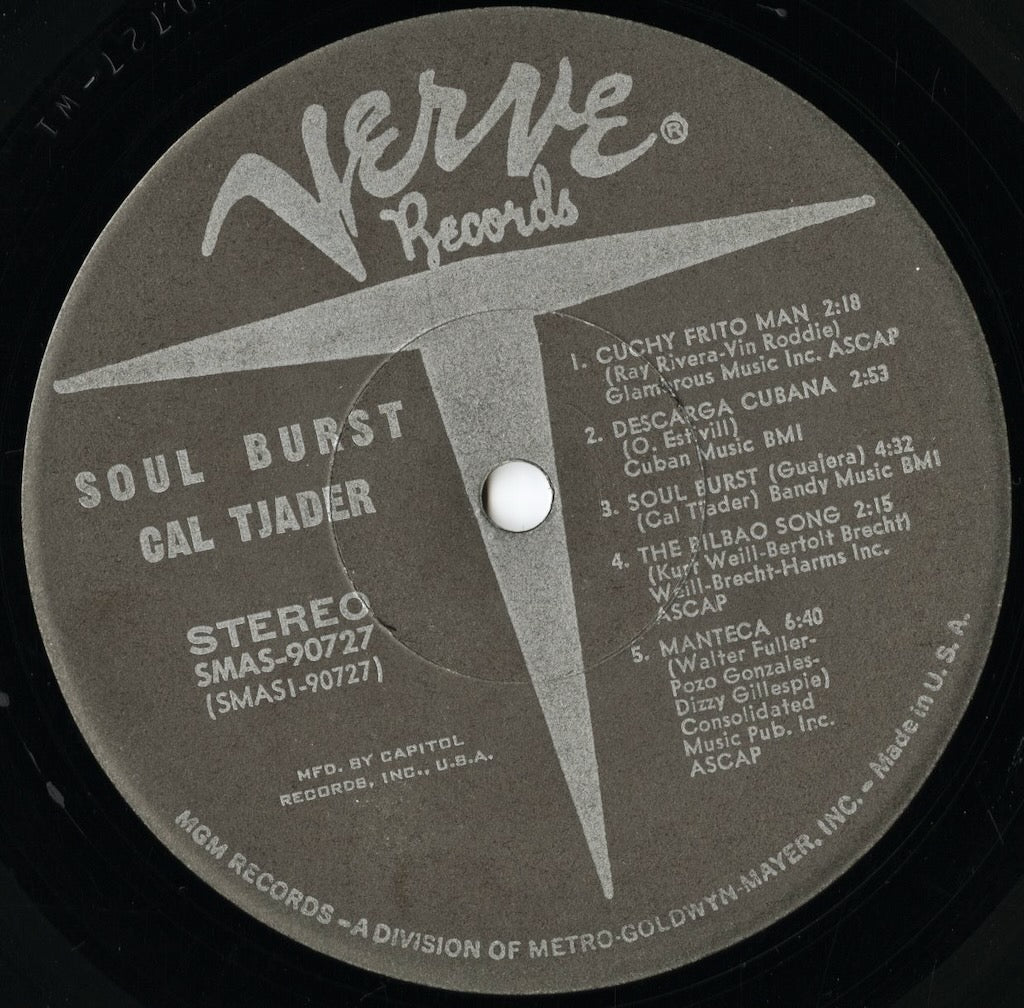 Verve®
Records
SOUL BURST
CAL TJADER
STEREO
SMAS-90727
(SMAS1-90727)
MFD. BY CAPITOL
RECORDS, INC., U.S.A.
1. CUCHY FRITO MAN 2:18
(Ray Rivera-Vin Roddie)
Glamorous Music Inc. ASCAP
2. DESCARGA CUBANA 2:53
(O. Estivill)
Cuban Music BMI
3. SOUL BURST (Guajera) 4:32
(Cal Tjader) Bandy Music BMI
4. THE BILBAO SONG 2:15
(Kurt Weill-Bertolt Brecht)
Weill-Brecht-Harms Inc.
ASCAP
5. MANTECA 6:40
(Walter Fuller-
Pozo Gonzales-
Dizzy Gillespie)
Consolidated
Music Pub. Inc.
ASCAP
MGM RECORDS – A DIVISION OF METRO-GOLDWYN-MAYER, INC. – Made in U.S.A.